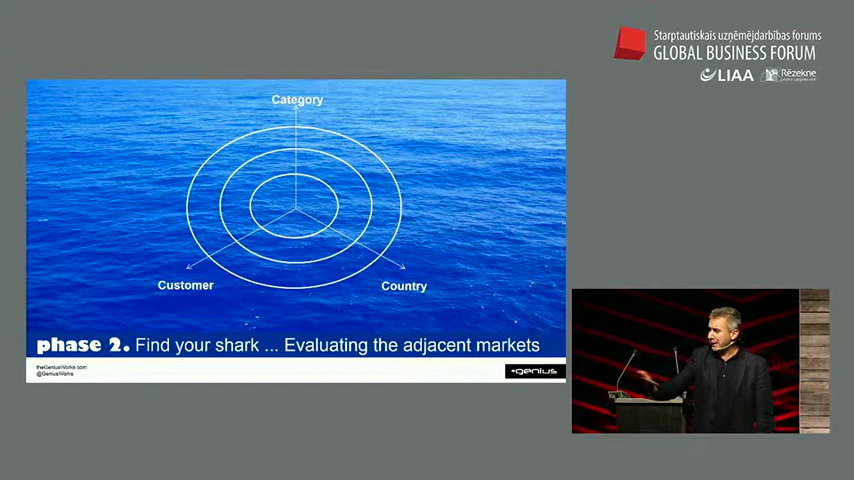 Starptautiskais uzņēmējdarbības forums
GLOBAL BUSINESS FORUM
LIAA
Rēzekne
Category
Customer
Country
phase 2. Find your shark ... Evaluating the adjacent markets
theGeniusWorks.com
@GeniusWorks
genius